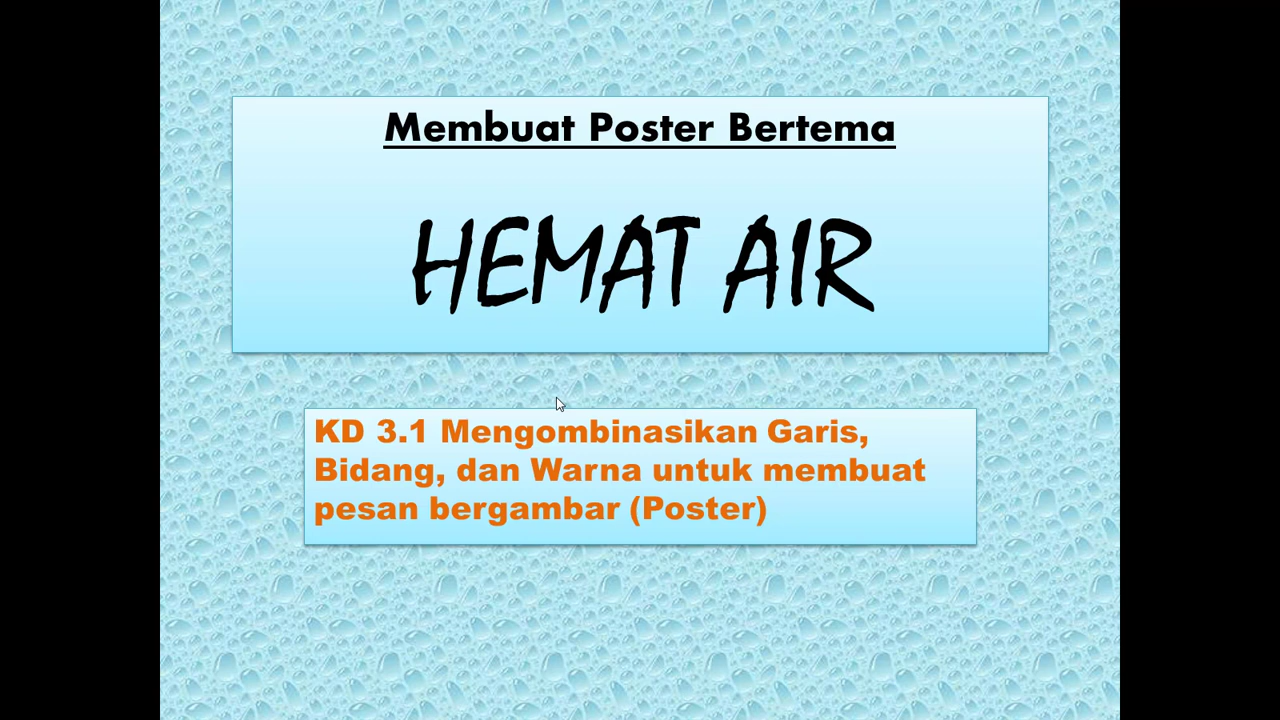 Membuat Poster Bertema
HEMAT AIR
KD 3.1 Mengombinasikan Garis,
Bidang, dan Warna untuk membuat
pesan bergambar (Poster)